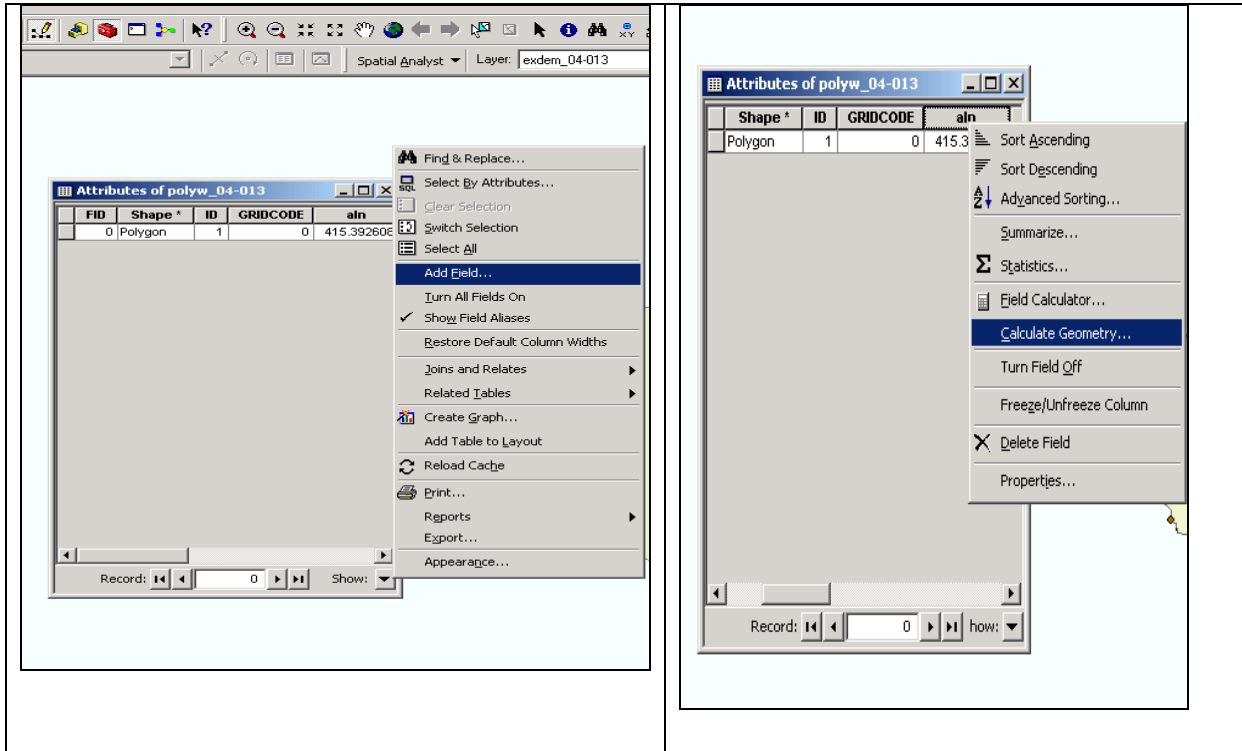 Spatial Analyst Layer: exdem_04-013
Attributes of polyw_04-013
FID Shape * ID GRIDCODE aln
0 Polygon 1 0 415.392608
Record: 0 Show:
Find & Replace...
Select By Attributes...
Clear Selection
Switch Selection
Select All
Add Field...
Turn All Fields On
Show Field Aliases
Restore Default Column Widths
Joins and Relates
Related Tables
Create Graph...
Add Table to Layout
Reload Cache
Print...
Reports
Export...
Appearance...
Attributes of polyw_04-013
Shape * ID GRIDCODE aln
Polygon 1 0 415.3
Record: 0 how:
Sort Ascending
Sort Descending
Advanced Sorting...
Summarize...
Statistics...
Field Calculator...
Calculate Geometry...
Turn Field Off
Freeze/Unfreeze Column
Delete Field
Properties...